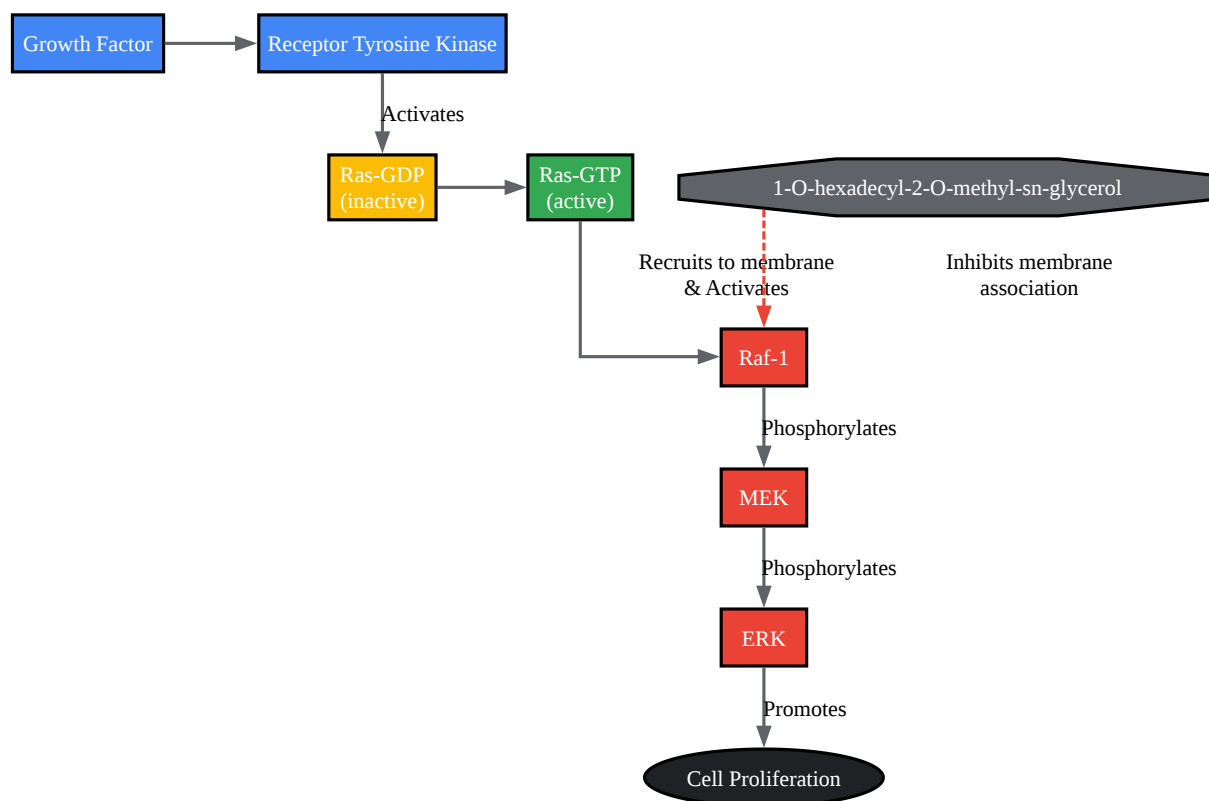 Growth Factor
Receptor Tyrosine Kinase
Activates
Ras-GDP
(inactive)
Ras-GTP
(active)
1-O-hexadecyl-2-O-methyl-sn-glycerol
Recruits to membrane
& Activates
Inhibits membrane
association
Raf-1
Phosphorylates
MEK
Phosphorylates
ERK
Promotes
Cell Proliferation